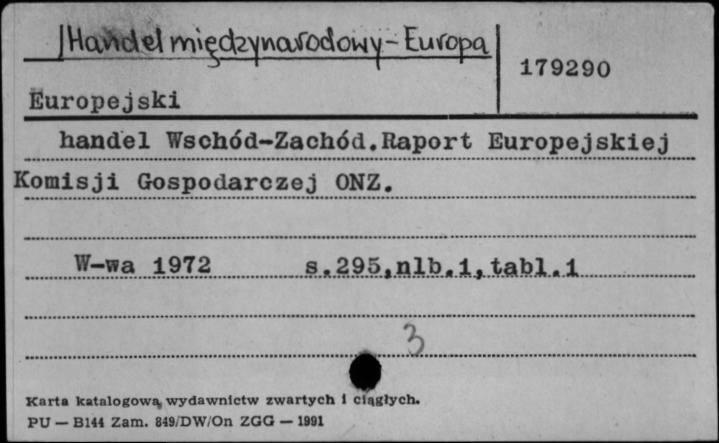 Handel międzynarodowy - Europa
179290
Europejski
handel Wschód-Zachód.Raport Europejskiej
Komisji Gospodarczej ONZ.
W-wa 1972 s.295,nlb.1,tabl.1
3
Karta katalogowa wydawnictw zwartych i ciągłych.
PU — B144 Zam. 849/DW/On ZGG — 1991